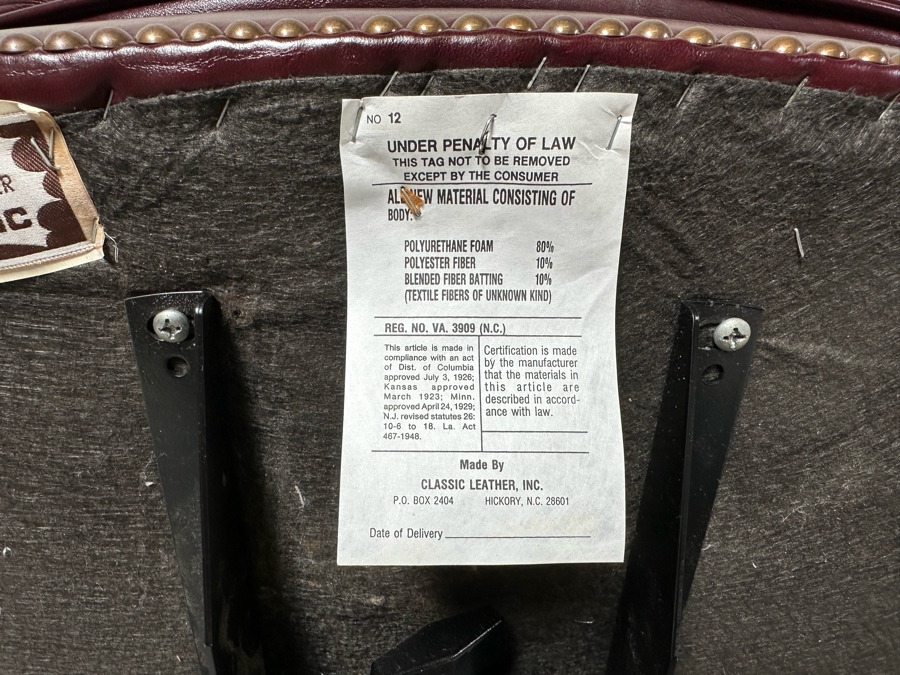 NO 12
UNDER PENALTY OF LAW
THIS TAG NOT TO BE REMOVED
EXCEPT BY THE CONSUMER
ALL NEW MATERIAL CONSISTING OF
BODY:
POLYURETHANE FOAM 80%
POLYESTER FIBER 10%
BLENDED FIBER BATTING 10%
(TEXTILE FIBERS OF UNKNOWN KIND)
REG. NO. VA. 3909 (N.C.)
This article is made in
compliance with an act
of Dist. of Columbia
approved July 3, 1926;
Kansas approved
March 1923; Minn.
approved April 24, 1929;
N.J. revised statutes 26:
10-6 to 18. La. Act
467-1948.
Certification is made
by the manufacturer
that the materials in
this article are
described in accord-
ance with law.
Made By
CLASSIC LEATHER, INC.
P.O. BOX 2404 HICKORY, N.C. 28601
Date of Delivery